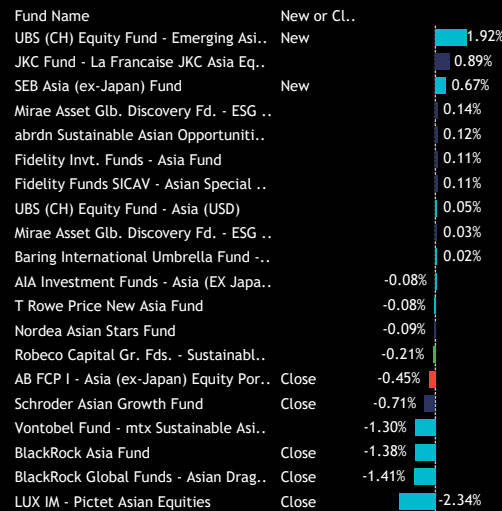 Fund Name New or Cl..
UBS (CH) Equity Fund - Emerging Asi.. New 1.92%
JKC Fund - La Francaise JKC Asia Eq.. 0.89%
SEB Asia (ex-Japan) Fund New 0.67%
Mirae Asset Glb. Discovery Fd. - ESG .. 0.14%
abrdn Sustainable Asian Opportuniti.. 0.12%
Fidelity Invt. Funds - Asia Fund 0.11%
Fidelity Funds SICAV - Asian Special .. 0.11%
UBS (CH) Equity Fund - Asia (USD) 0.05%
Mirae Asset Glb. Discovery Fd. - ESG .. 0.03%
Baring International Umbrella Fund -.. 0.02%
AIA Investment Funds - Asia (EX Japa.. -0.08%
T Rowe Price New Asia Fund -0.08%
Nordea Asian Stars Fund -0.09%
Robeco Capital Gr. Fds. - Sustainabl.. -0.21%
AB FCP I - Asia (ex-Japan) Equity Por.. Close -0.45%
Schroder Asian Growth Fund Close -0.71%
Vontobel Fund - mtx Sustainable Asi.. -1.30%
BlackRock Asia Fund Close -1.38%
BlackRock Global Funds - Asian Drag.. Close -1.41%
LUX IM - Pictet Asian Equities Close -2.34%